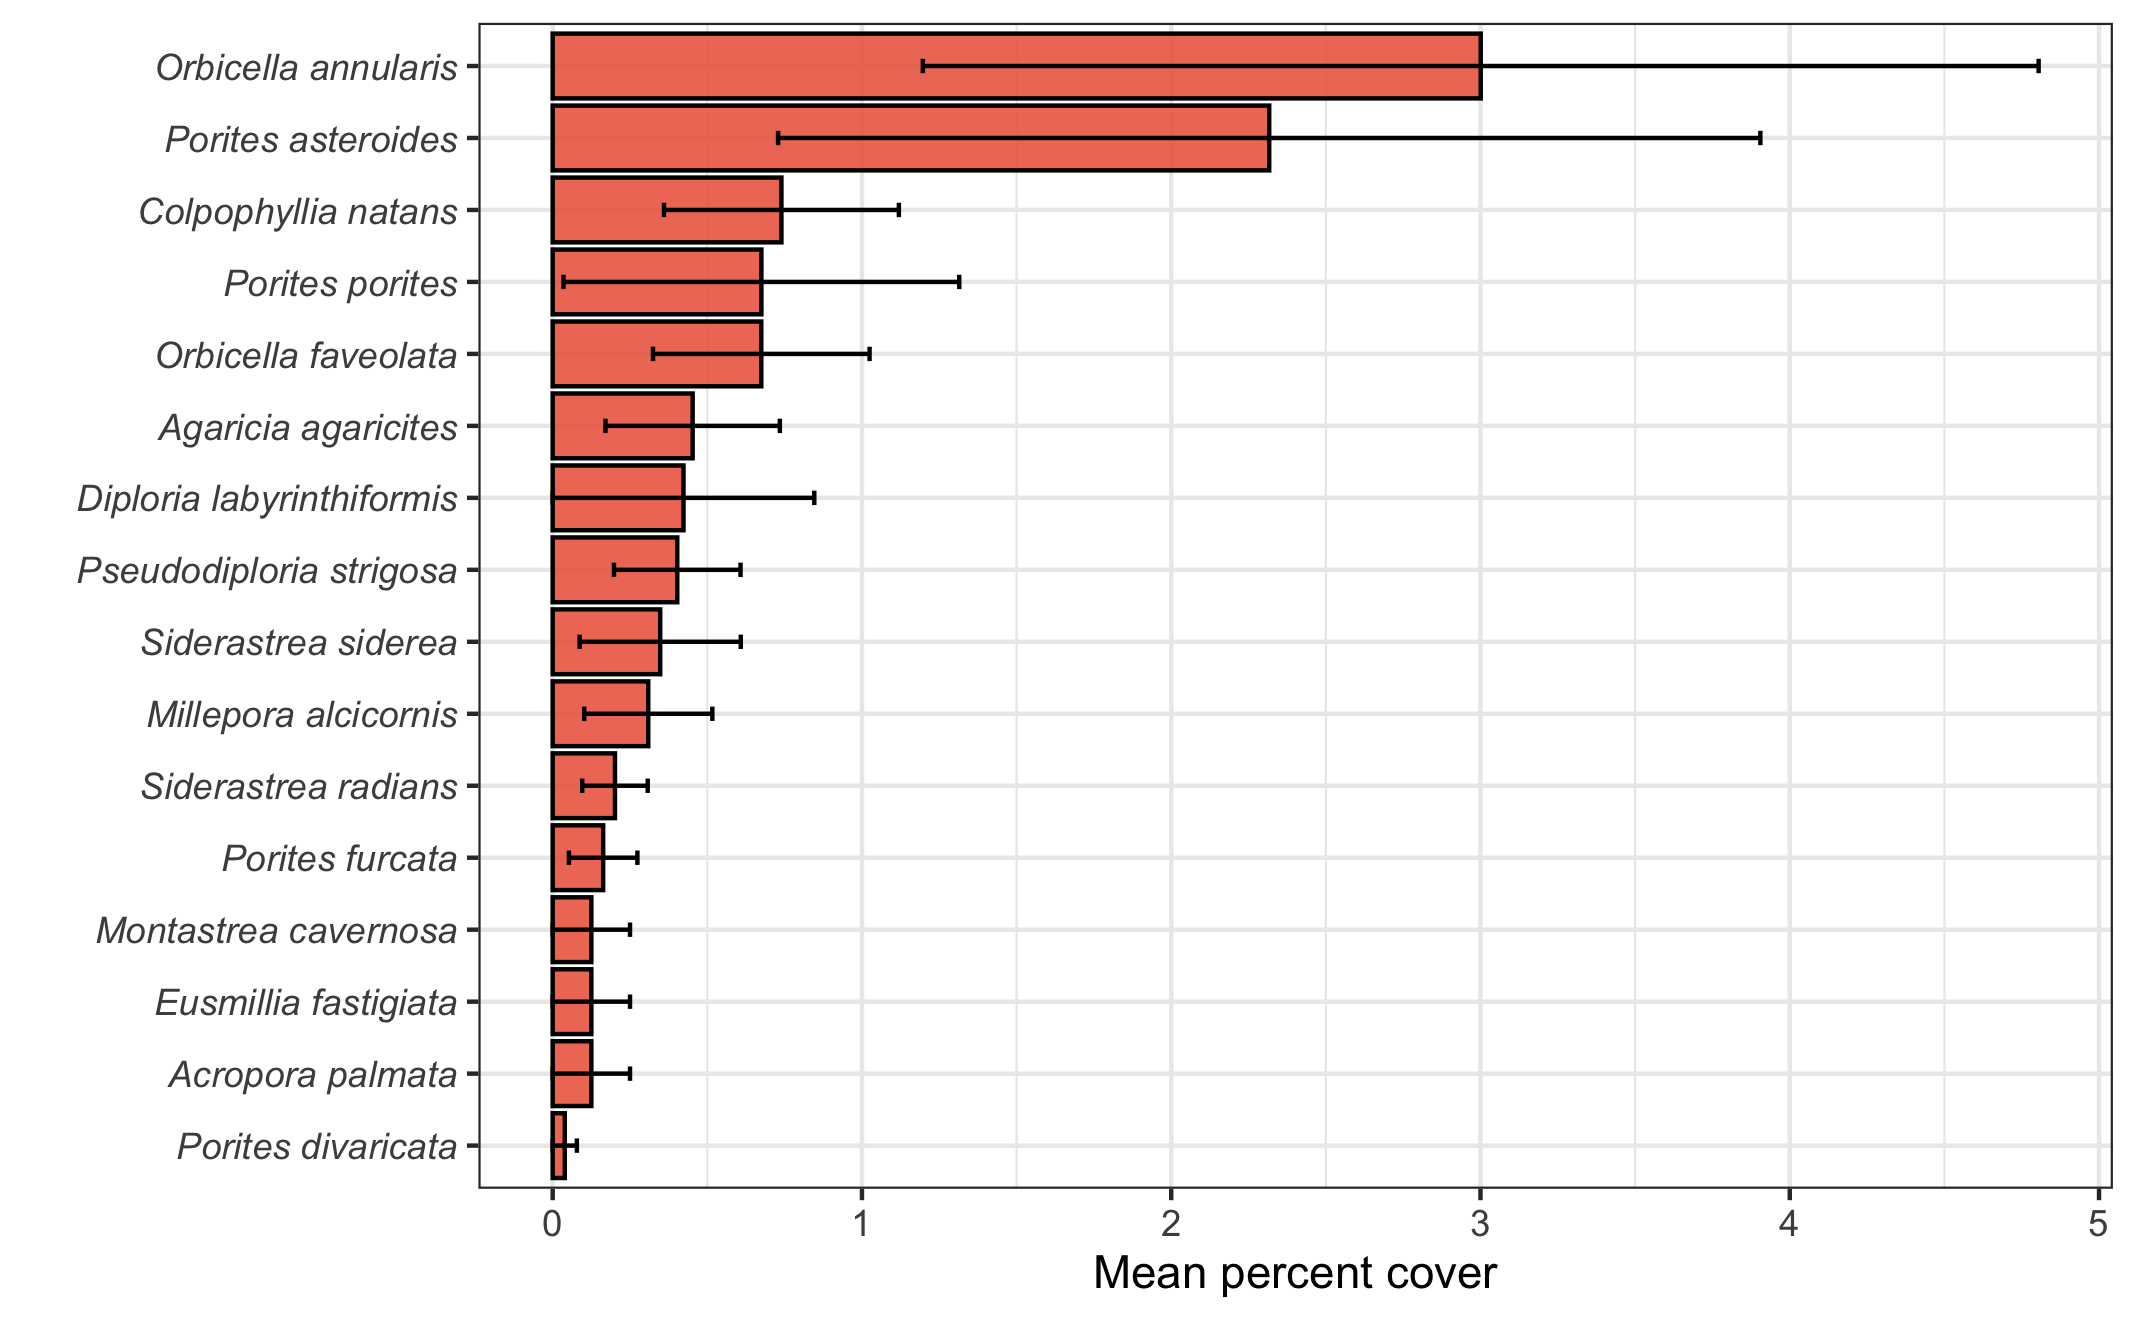 Orbicella annularis
Porites asteroides
Colpophyllia natans
Porites porites
Orbicella faveolata
Agaricia agaricites
Diploria labyrinthiformis
Pseudodiploria strigosa
Siderastrea siderea
Millepora alcicornis
Siderastrea radians
Porites furcata
Montastrea cavernosa
Eusmillia fastigiata
Acropora palmata
Porites divaricata
0 1 2 3 4 5
Mean percent cover